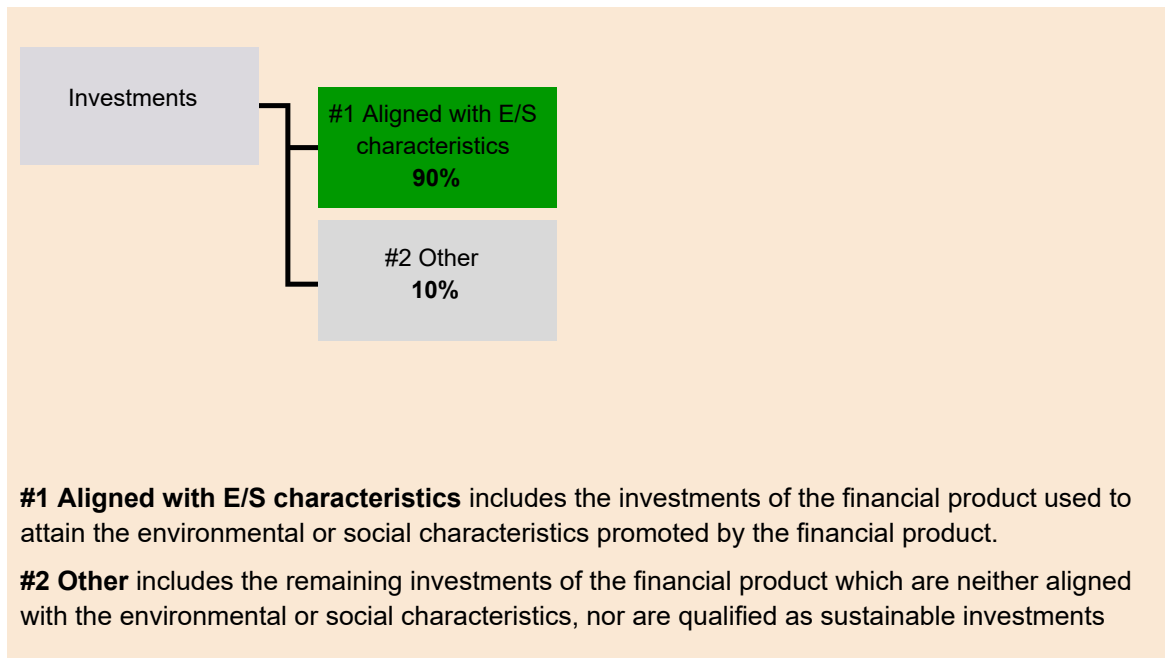 Investments
#1 Aligned with E/S
characteristics
90%
#2 Other
10%
#1 Aligned with E/S characteristics includes the investments of the financial product used to
attain the environmental or social characteristics promoted by the financial product.
#2 Other includes the remaining investments of the financial product which are neither aligned
with the environmental or social characteristics, nor are qualified as sustainable investments